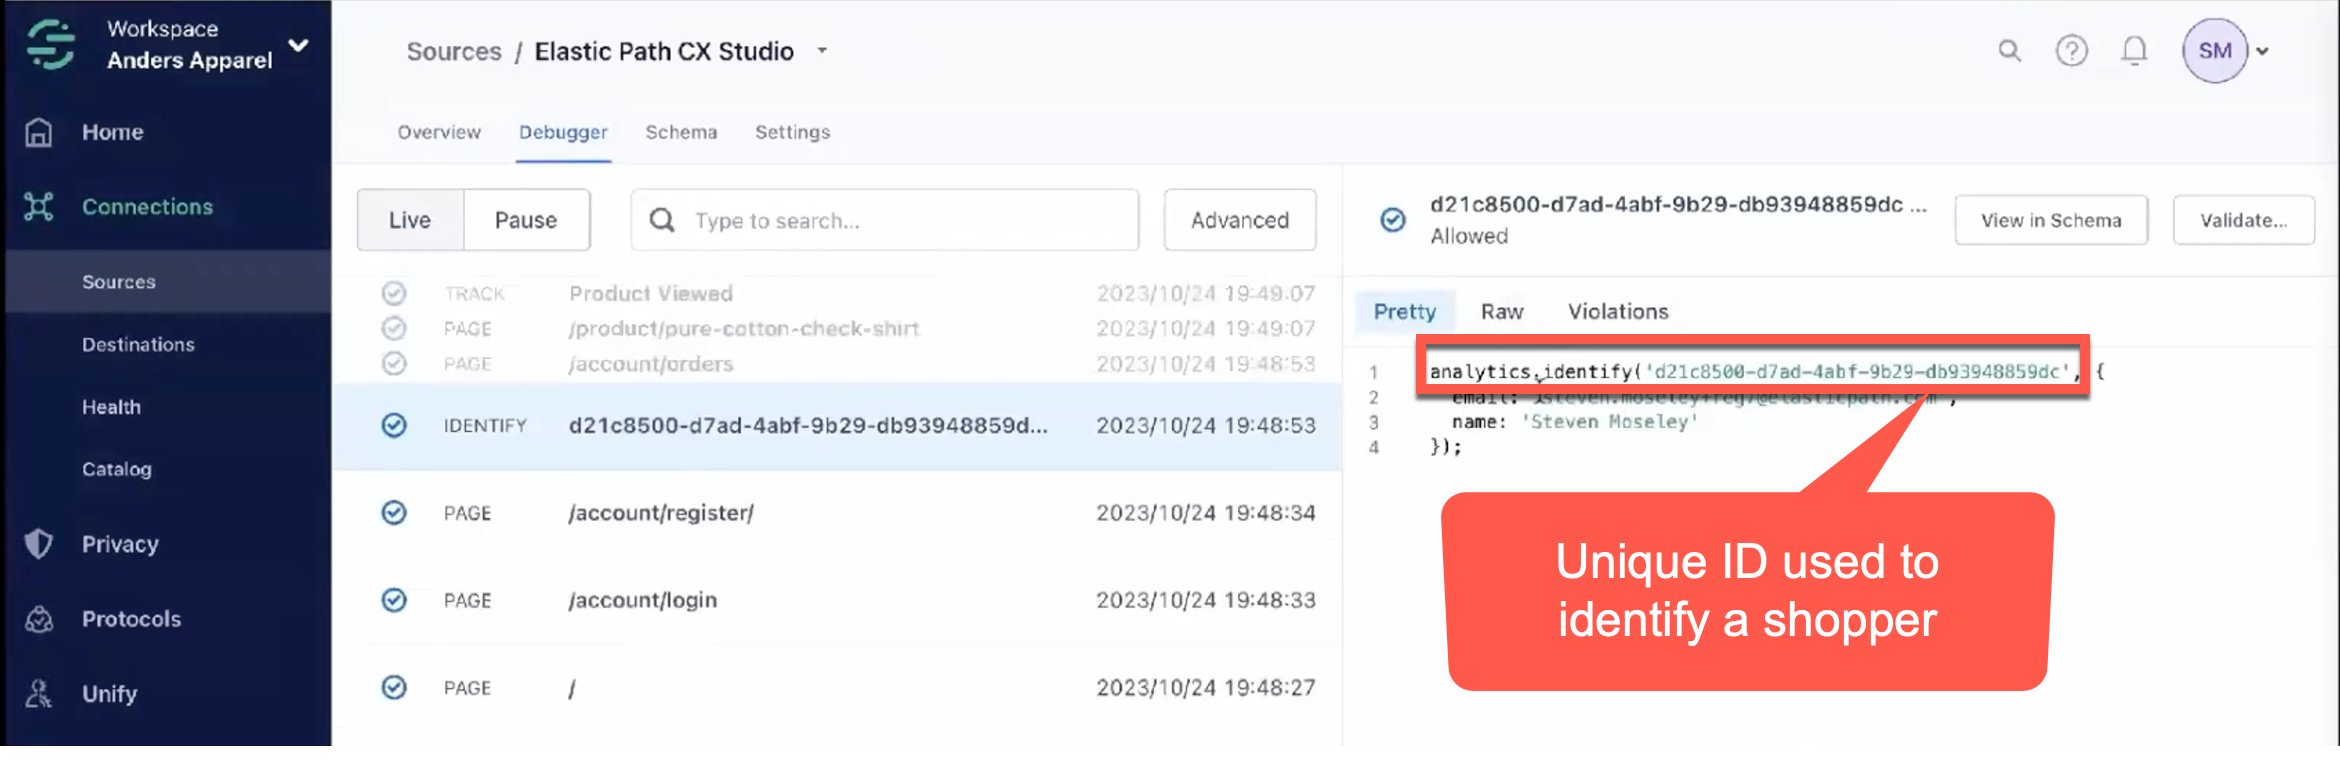 Workspace
Anders Apparel
Home
Connections
Sources
Destinations
Health
Catalog
Privacy
Protocols
Unify
Sources / Elastic Path CX Studio
SM
Overview Debugger Schema Settings
Live Pause Type to search... Advanced
TRACK Product Viewed 2023/10/24 19:49:07
PAGE /product/pure-cotton-check-shirt 2023/10/24 19:49:07
PAGE /account/orders 2023/10/24 19:48:53
IDENTIFY d21c8500-d7ad-4abf-9b29-db93948859d... 2023/10/24 19:48:53
PAGE /account/register/ 2023/10/24 19:48:34
PAGE /account/login 2023/10/24 19:48:33
PAGE / 2023/10/24 19:48:27
d21c8500-d7ad-4abf-9b29-db93948859dc ...
Allowed
View in Schema Validate...
Pretty Raw Violations
1 analytics.identify('d21c8500-d7ad-4abf-9b29-db93948859dc', {
2 email: 'steven.moseley+reg7@elasticpath.com',
3 name: 'Steven Moseley'
4 });
Unique ID used to
identify a shopper